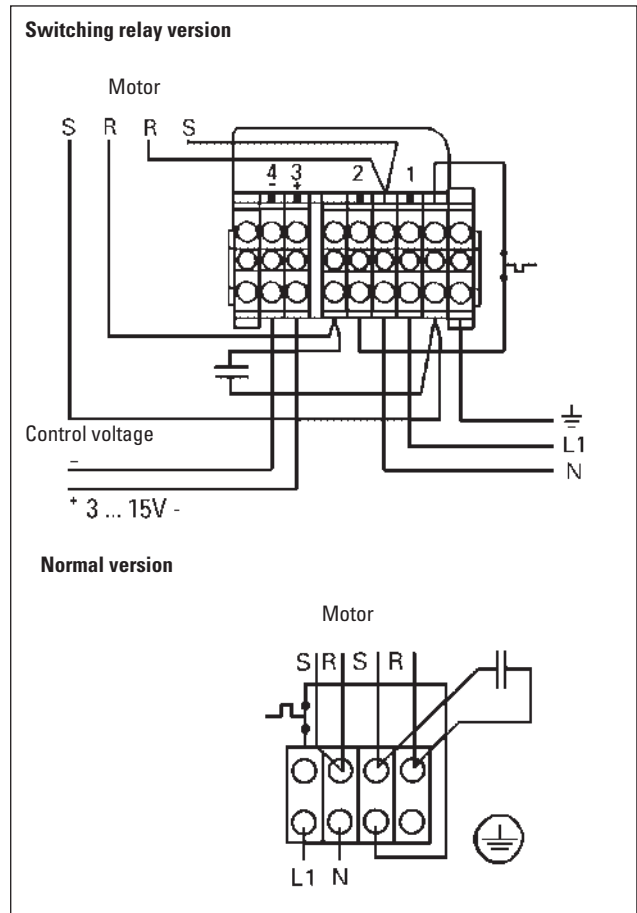 Switching relay version
Motor
S R R S
4 3 2 1
- +
Control voltage
L1
-
N
+ 3 ... 15V -
Normal version
Motor
S R S R
L1 N